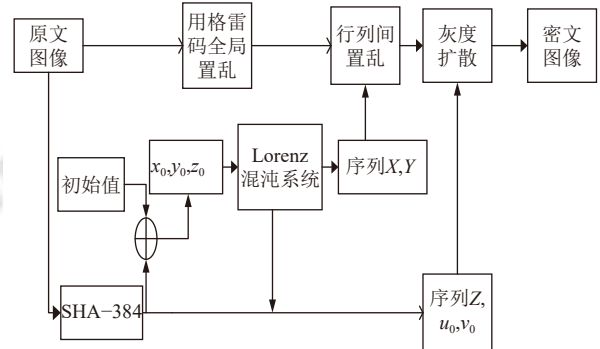 原文
图像
用格雷
码全局
置乱
行列间
置乱
灰度
扩散
密文
图像
初始值
x₀,y₀,z₀
Lorenz
混沌系统
序列X,Y
SHA−384
序列Z,
u₀,v₀